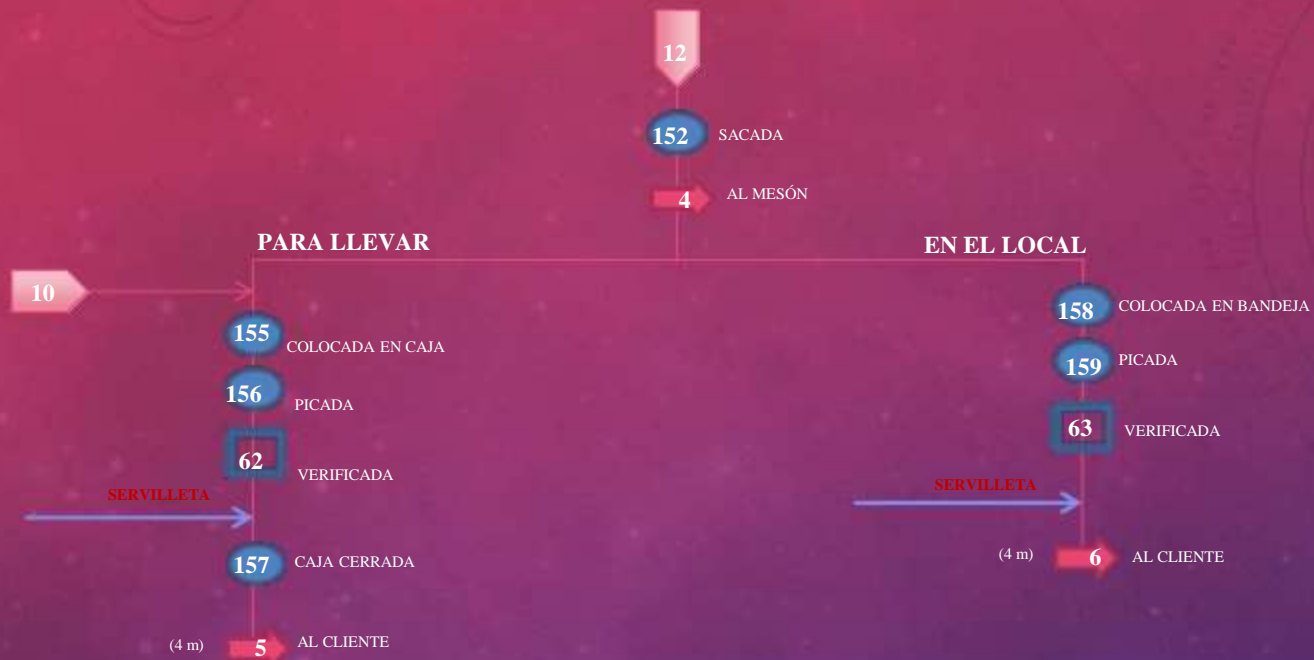 12
152 SACADA
4 AL MESÓN
PARA LLEVAR
EN EL LOCAL
10
155 COLOCADA EN CAJA
156 PICADA
62 VERIFICADA
SERVILLETA
157 CAJA CERRADA
(4 m) 5 AL CLIENTE
158 COLOCADA EN BANDEJA
159 PICADA
63 VERIFICADA
SERVILLETA
(4 m) 6 AL CLIENTE